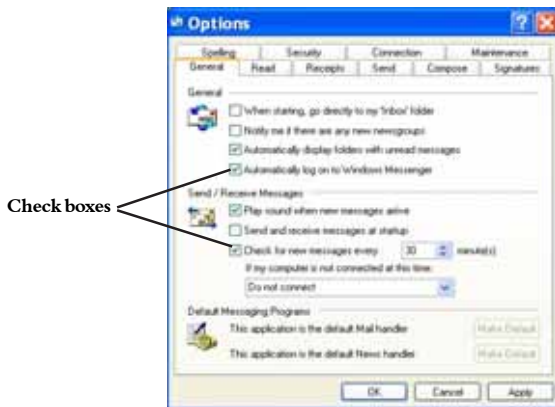 Options
Spelling Security Connection Maintenance
General Read Receipts Send Compose Signatures
General
When starting, go directly to my 'Inbox' folder
Notify me if there are any new newsgroups
Automatically display folders with unread messages
Automatically log on to Windows Messenger
Check boxes
Send / Receive Messages
Play sound when new messages arrive
Send and receive messages at startup
Check for new messages every 30 minute(s)
If my computer is not connected at this time:
Do not connect
Default Messaging Programs
This application is the default Mail handler Make Default
This application is the default News handler Make Default
OK Cancel Apply